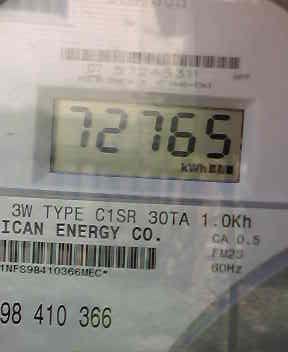 72765
kWh
3W TYPE C1SR 30TA 1.0Kh
ICAN ENERGY CO.
CA 0.5
FM2S
60Hz
1NFS98410366MEC*
98 410 366